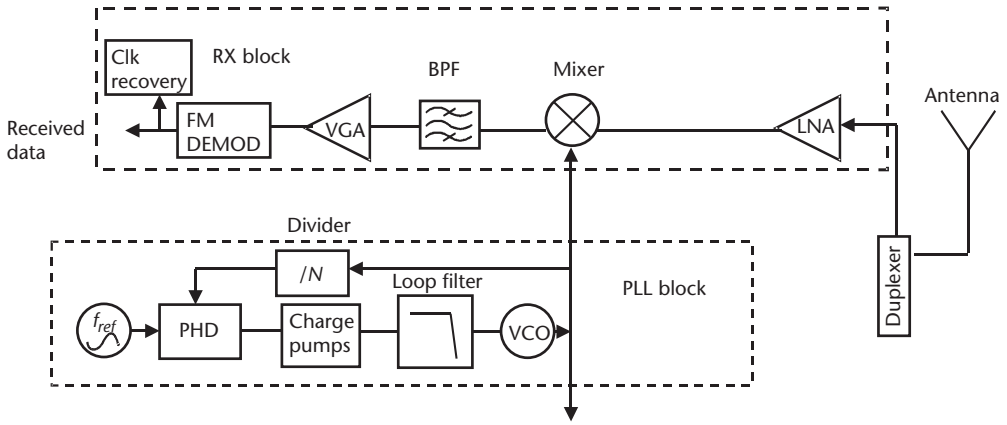 Clk
recovery
RX block
BPF
Mixer
Antenna
Received
data
FM
DEMOD
VGA
LNA
Divider
/N
Loop filter
PLL block
Duplexer
fref
PHD
Charge
pumps
VCO